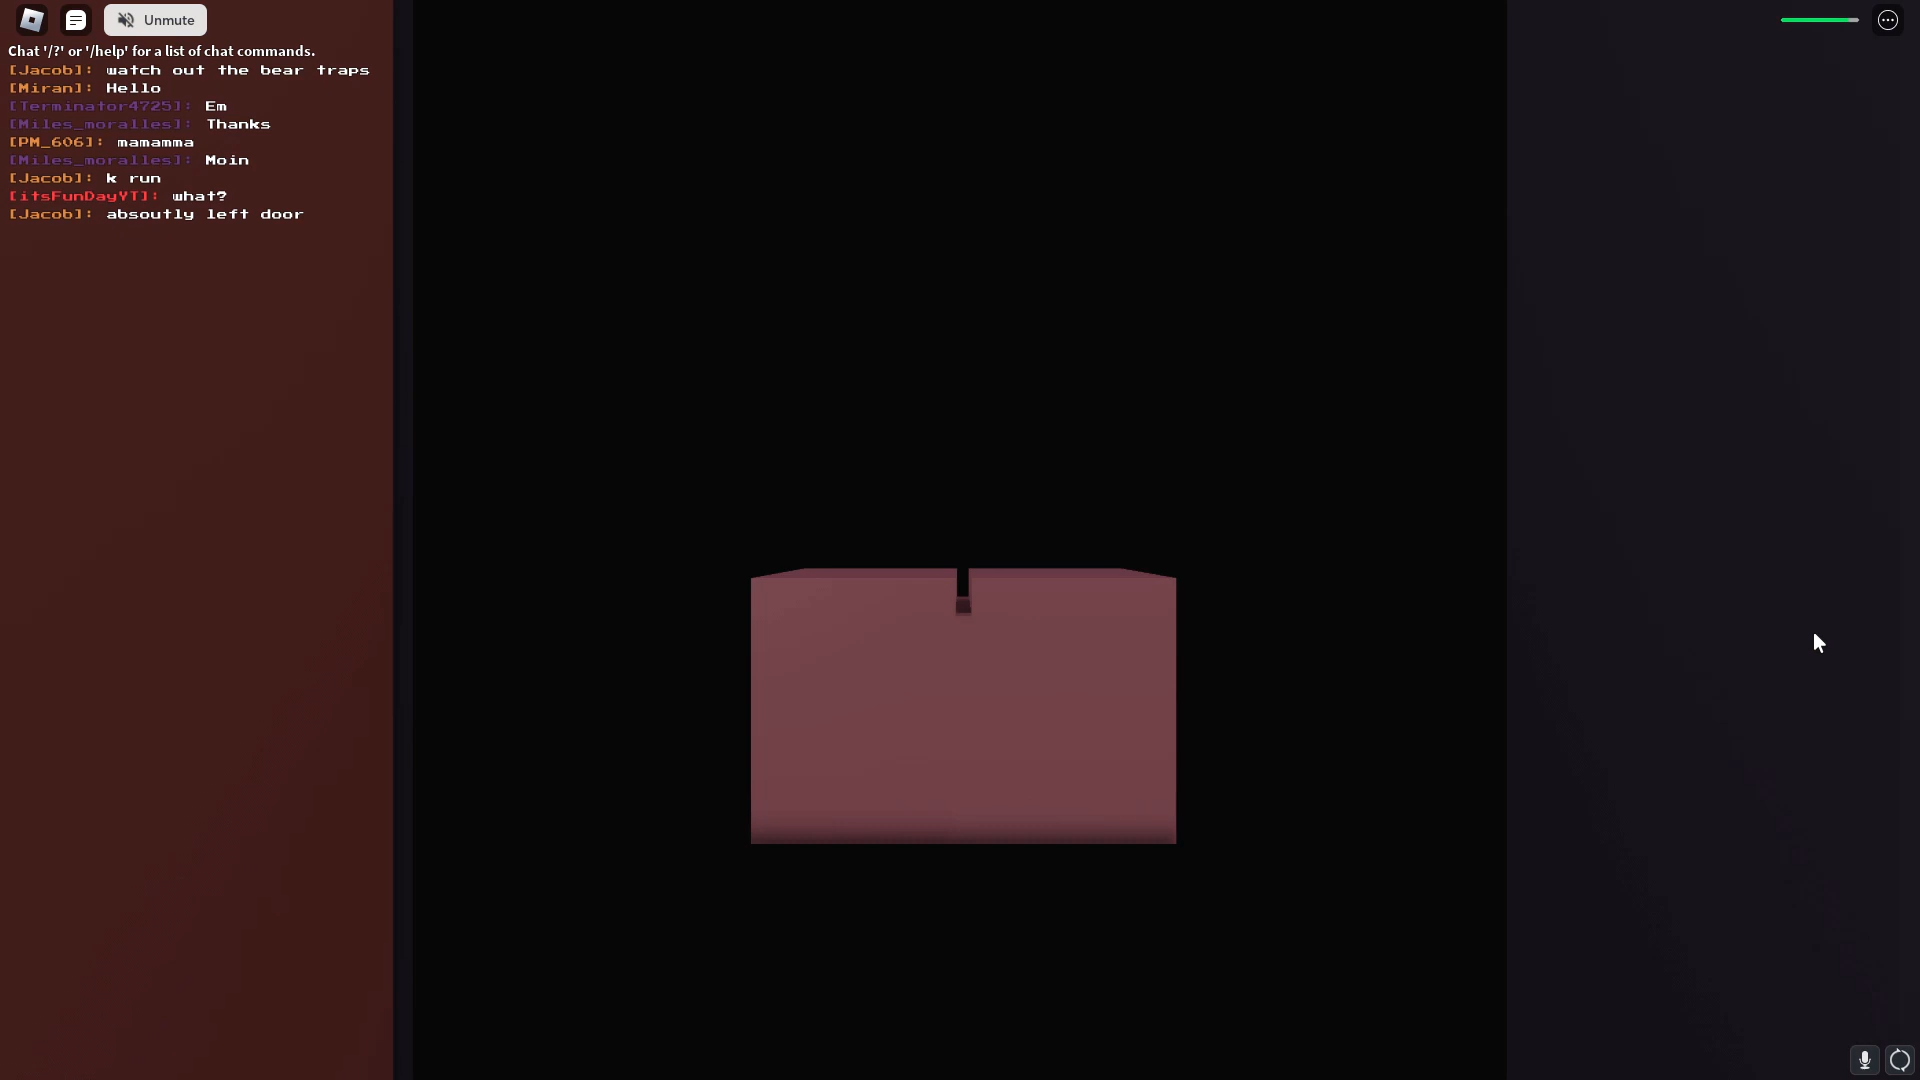 Unmute
Chat '/?' or '/help' for a list of chat commands.
[Jacob]: watch out the bear traps
[Miran]: Hello
[Terminator4725]: Em
[Miles_moralles]: Thanks
[PM_606]: mamamma
[Miles_moralles]: Moin
[Jacob]: k run
[itsFunDayYT]: what?
[Jacob]: absoutly left door